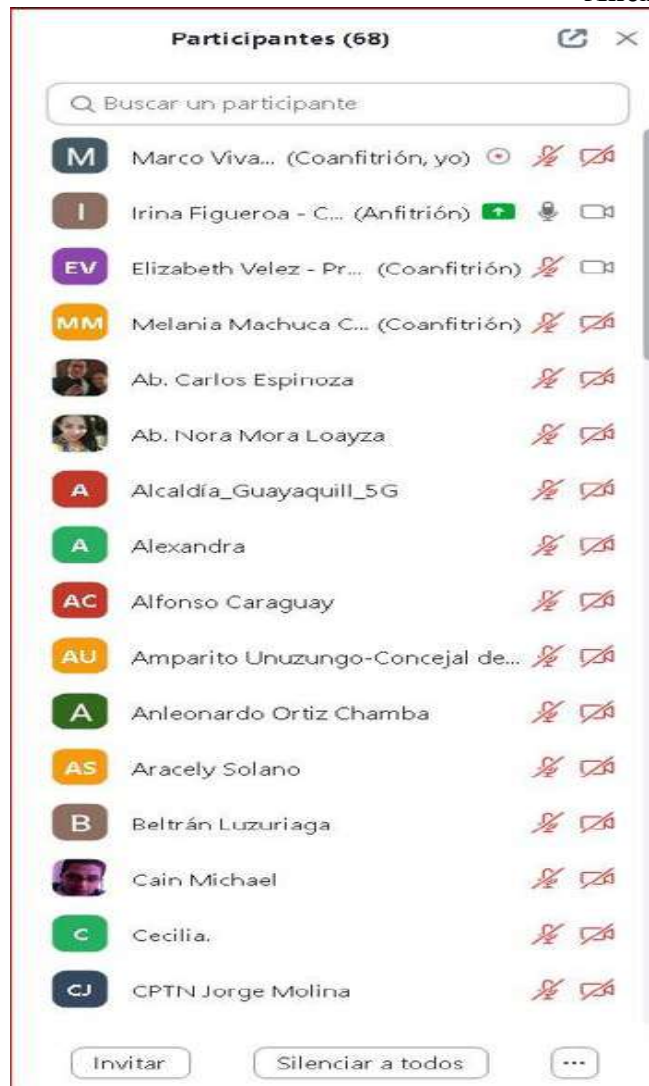 Participantes (68)
Buscar un participante
M Marco Viva... (Coanfitrión, yo)
I Irina Figueroa - C... (Anfitrión)
EV Elizabeth Velez - Pr... (Coanfitrión)
MM Melania Machuca C... (Coanfitrión)
Ab. Carlos Espinoza
Ab. Nora Mora Loayza
A Alcaldía_Guayaquill_5G
A Alexandra
AC Alfonso Caraguay
AU Amparito Unuzungo-Concejal de...
A Anleonardo Ortiz Chamba
AS Aracely Solano
B Beltrán Luzuriaga
Cain Michael
C Cecilia.
CJ CPTN Jorge Molina
Invitar Silenciar a todos ...